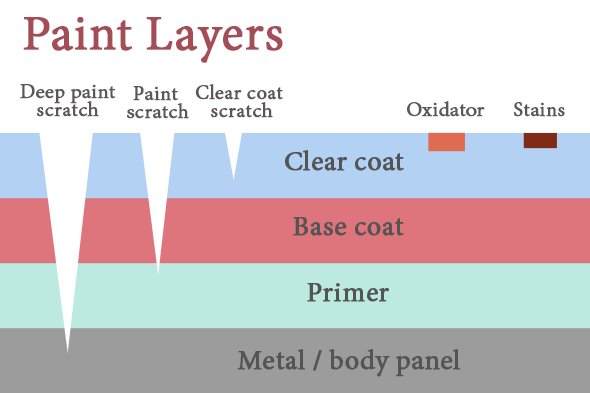 Paint Layers
Deep paint
scratch
Paint
scratch
Clear coat
scratch
Oxidator
Stains
Clear coat
Base coat
Primer
Metal / body panel